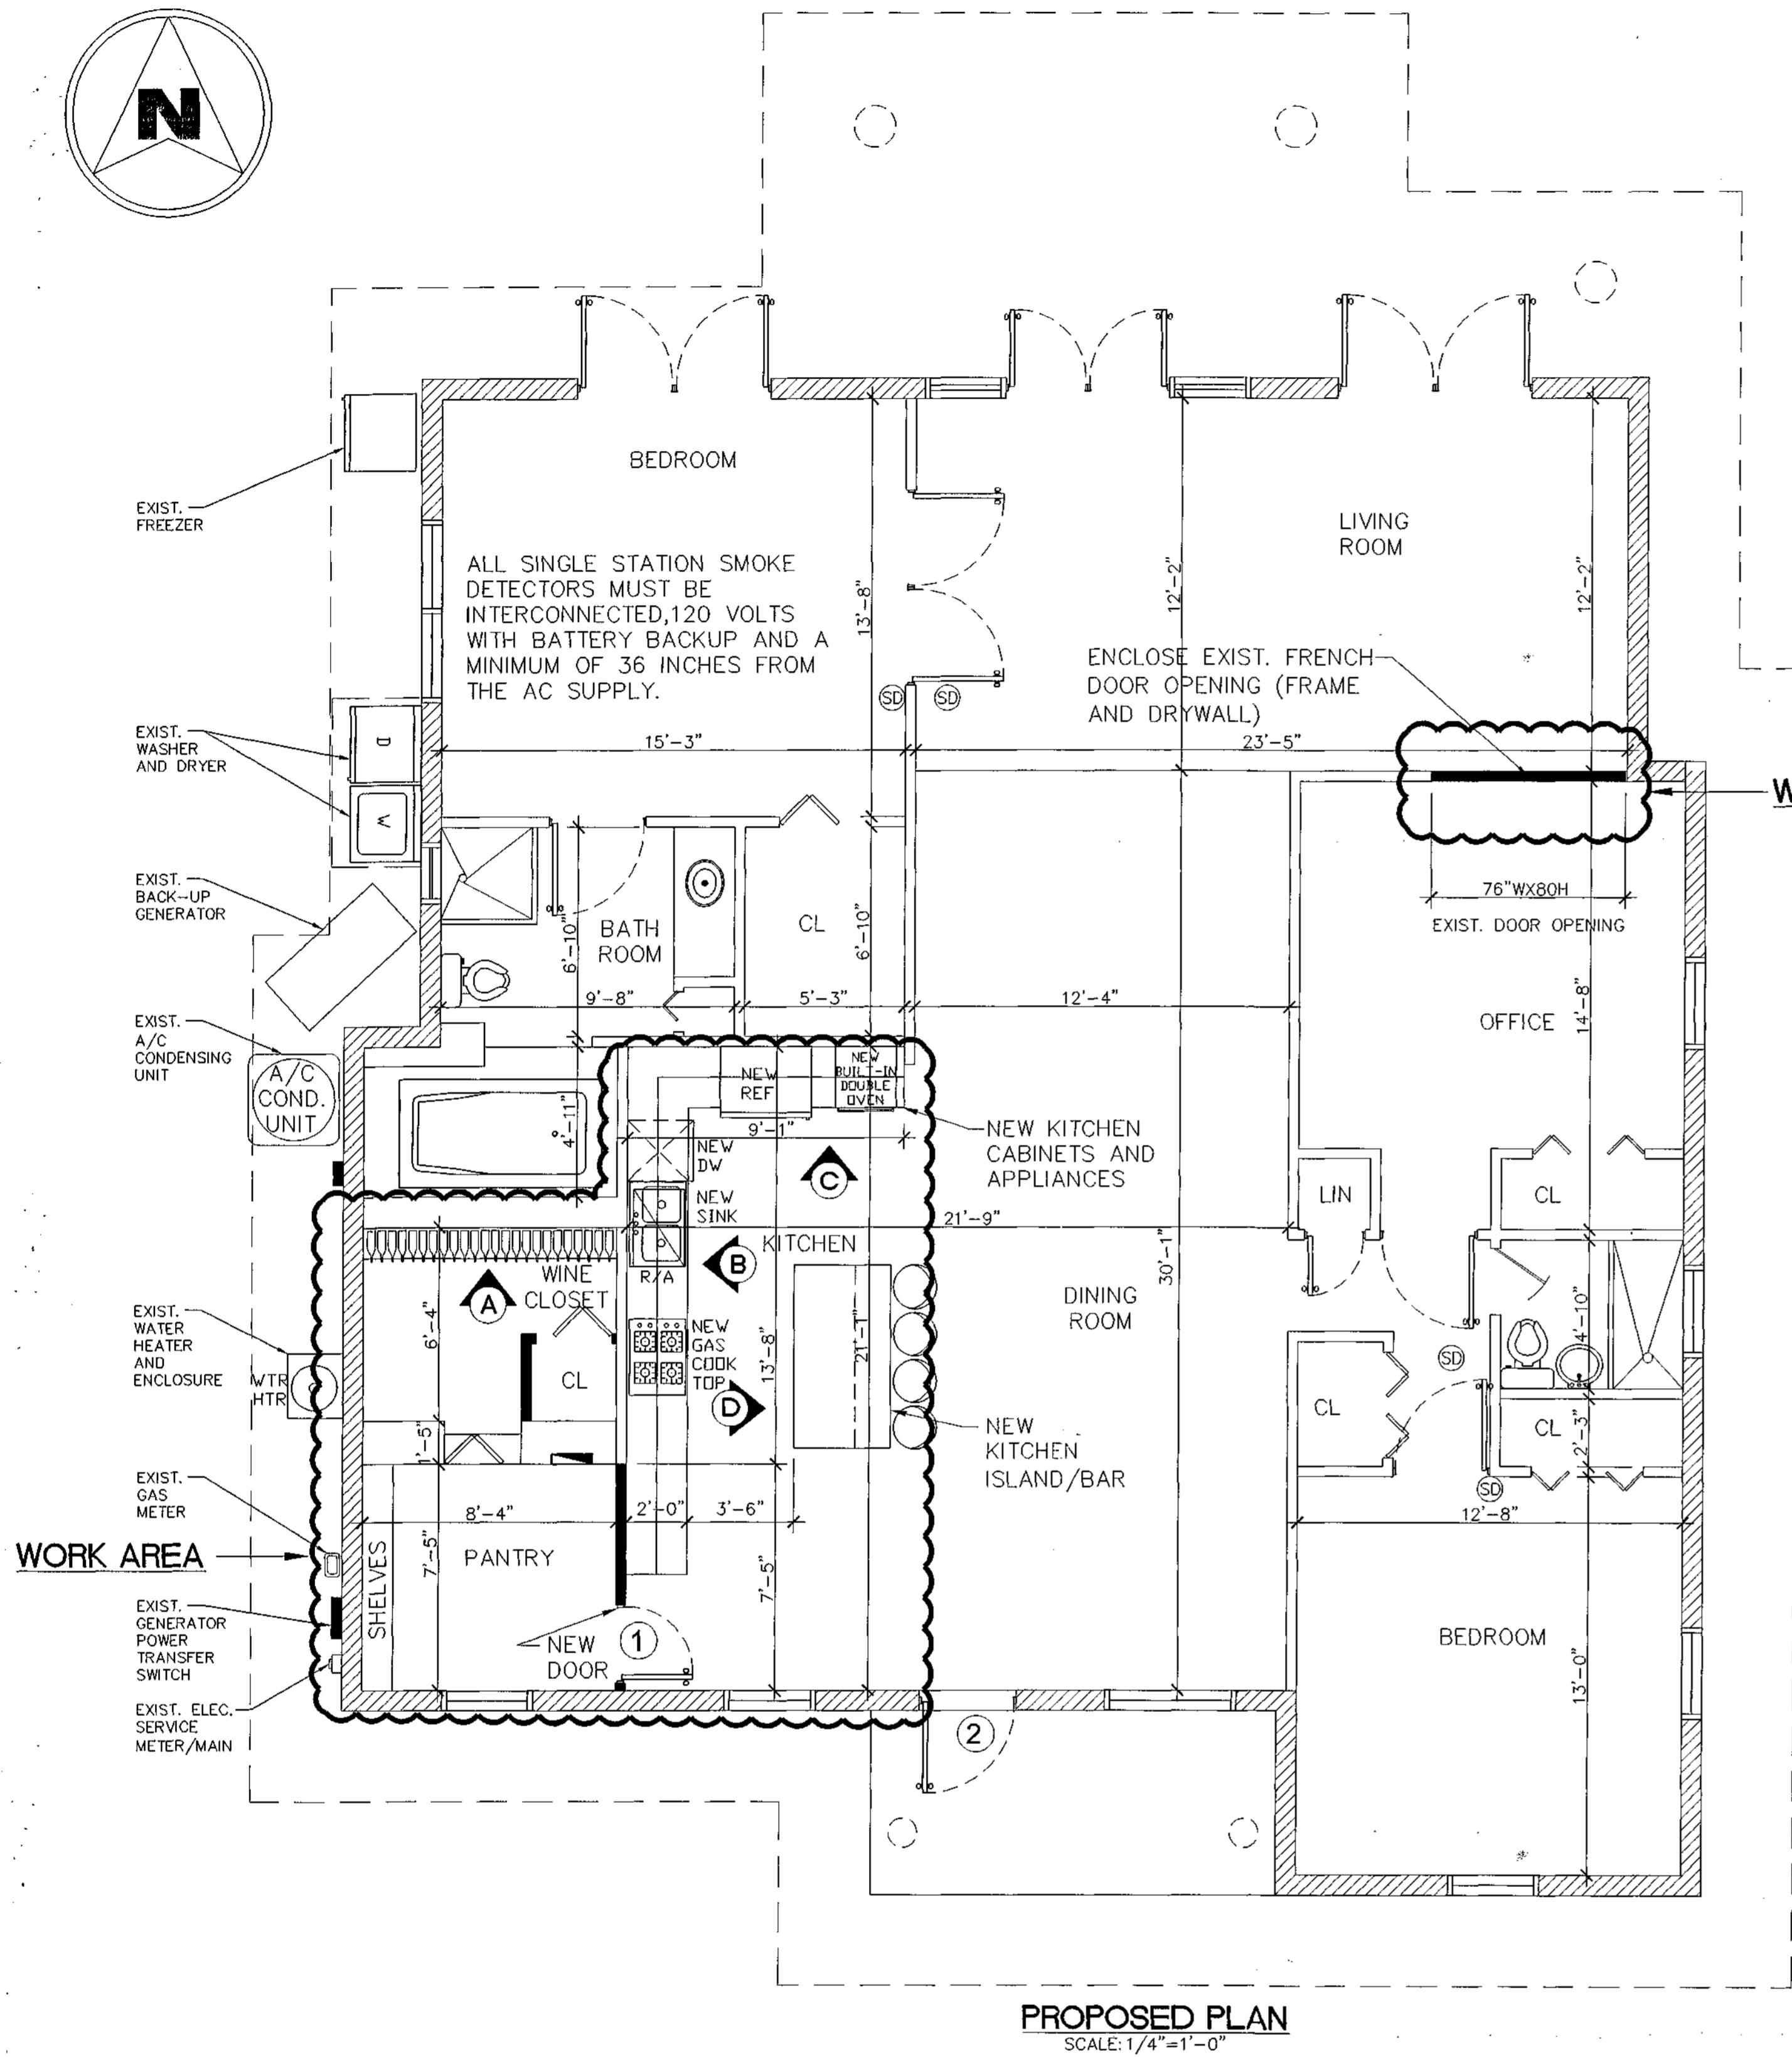 N
BEDROOM
EXIST.
FREEZER
LIVING
ROOM
ALL SINGLE STATION SMOKE
DETECTORS MUST BE
INTERCONNECTED,120 VOLTS
WITH BATTERY BACKUP AND A
MINIMUM OF 36 INCHES FROM
THE AC SUPPLY.
13'-8"
12'-2"
12'-2"
ENCLOSE EXIST. FRENCH
DOOR OPENING (FRAME
AND DRYWALL)
SD
SD
EXIST.
WASHER
AND DRYER
D
W
15'-3"
23'-5"
W
76"WX80H
EXIST. DOOR OPENING
EXIST.
BACK-UP
GENERATOR
BATH
ROOM
6'-10"
CL
6'-10"
9'-8"
5'-3"
12'-4"
OFFICE
14'-8"
EXIST.
A/C
CONDENSING
UNIT
A/C
COND.
UNIT
4'-11"
NEW
REF
NEW
BUILT-IN
DOUBLE
OVEN
9'-1"
NEW
DW
NEW KITCHEN
CABINETS AND
APPLIANCES
C
NEW
SINK
LIN
CL
21'-9"
KITCHEN
B
R/A
WINE
CLOSET
A
30'-1"
DINING
ROOM
4'-10"
EXIST.
WATER
HEATER
AND
ENCLOSURE
WTR
HTR
6'-4"
CL
NEW
GAS
COOK
TOP
13'-8"
21'-1"
D
SD
CL
CL
2'-3"
1'-5"
NEW
KITCHEN
ISLAND/BAR
SD
12'-8"
EXIST.
GAS
METER
8'-4"
2'-0"
3'-6"
WORK AREA
SHELVES
7'-5"
PANTRY
7'-5"
EXIST.
GENERATOR
POWER
TRANSFER
SWITCH
NEW
DOOR
1
BEDROOM
13'-0"
EXIST. ELEC.
SERVICE
METER/MAIN
2
PROPOSED PLAN
SCALE: 1/4"=1'-0"